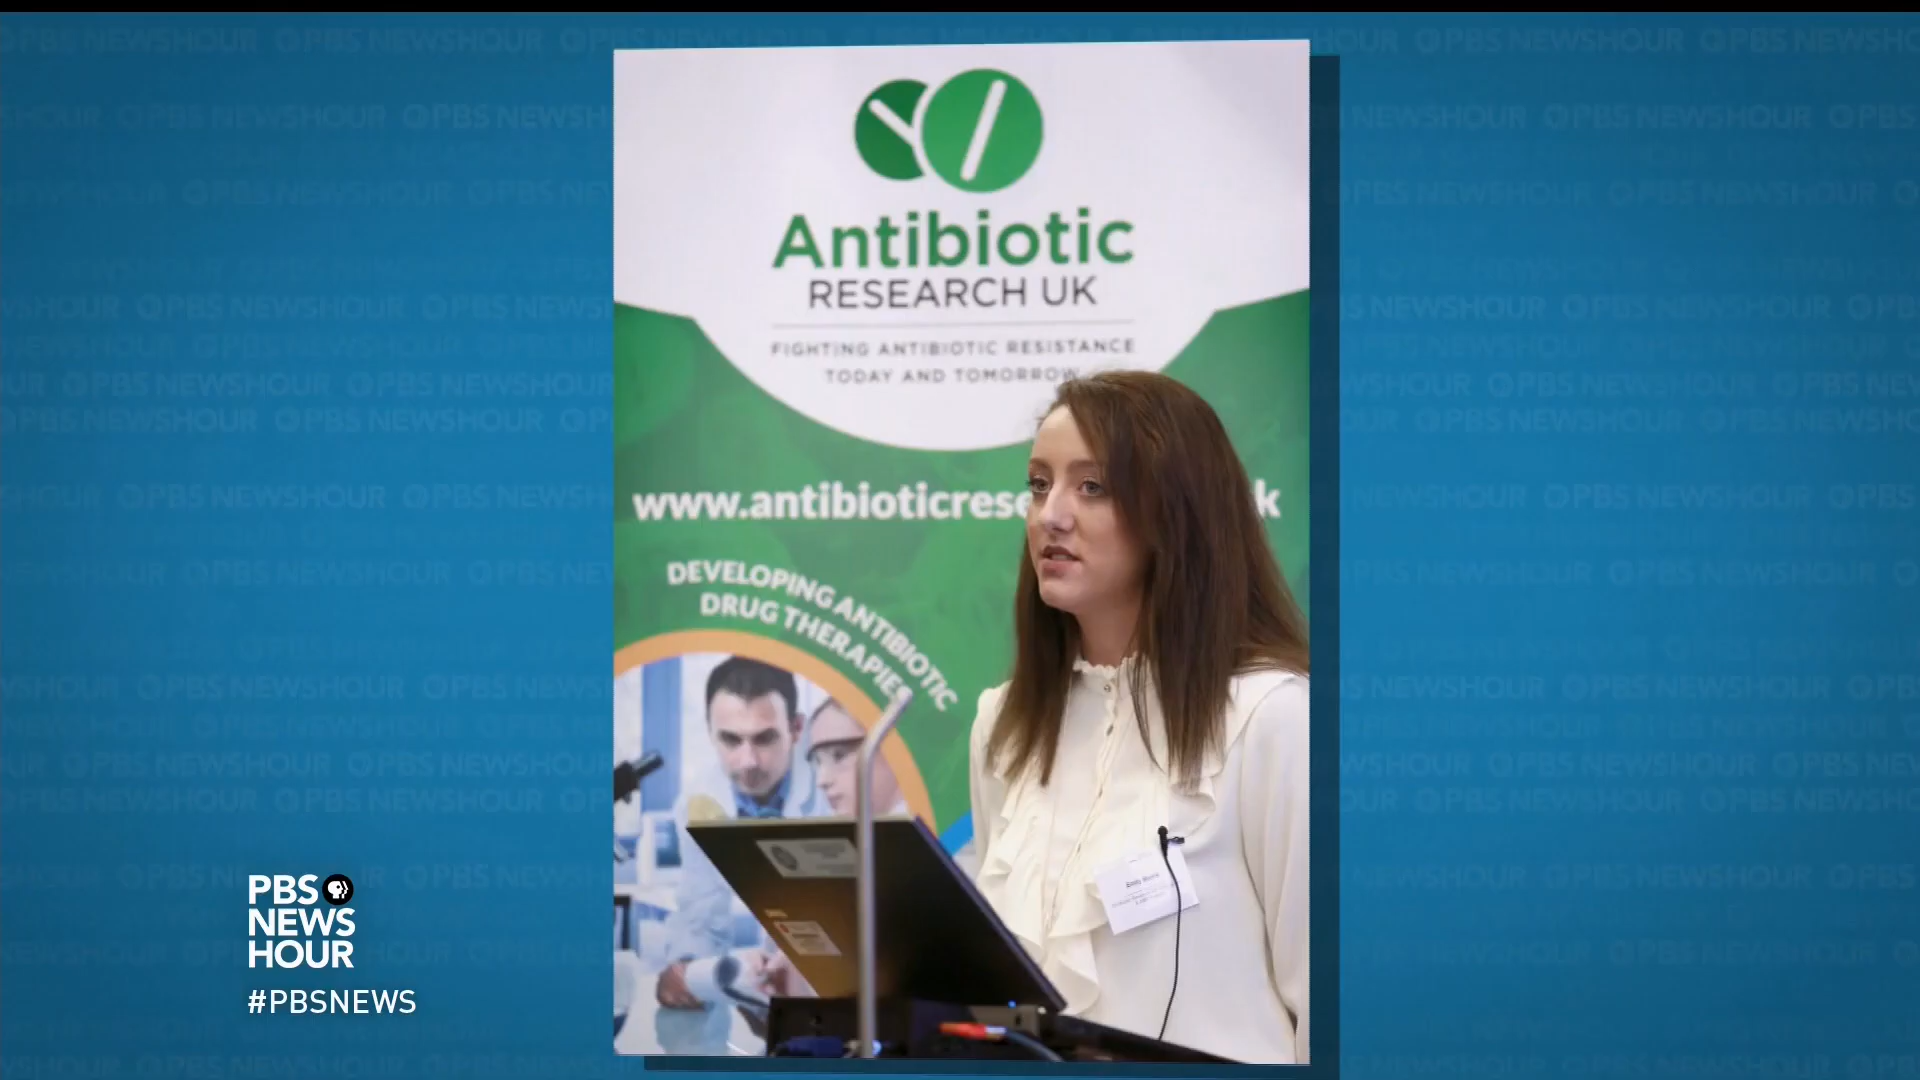 Antibiotic
RESEARCH UK
FIGHTING ANTIBIOTIC RESISTANCE
TODAY AND TOMORROW
www.antibioticrese k
DEVELOPING ANTIBIOTIC
DRUG THERAPIES
PBS
NEWS
HOUR
#PBSNEWS